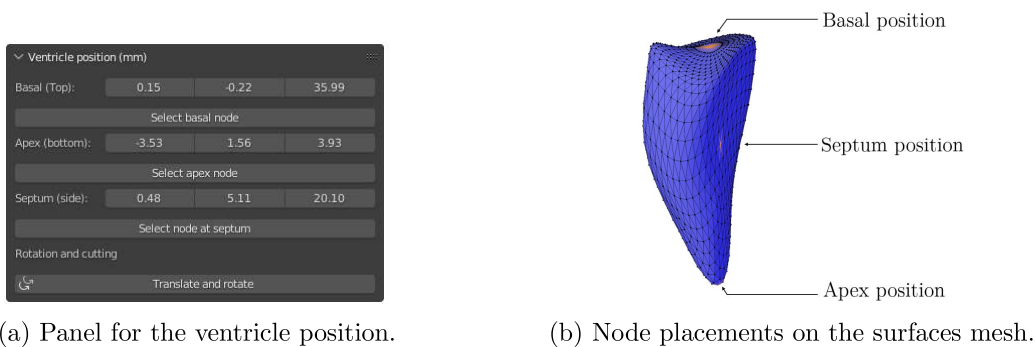 Ventricle position (mm)
Basal (Top): 0.15 -0.22 35.99
Select basal node
Apex (bottom): -3.53 1.56 3.93
Select apex node
Septum (side): 0.48 5.11 20.10
Select node at septum
Rotation and cutting
Translate and rotate
(a) Panel for the ventricle position.
Basal position
Septum position
Apex position
(b) Node placements on the surfaces mesh.